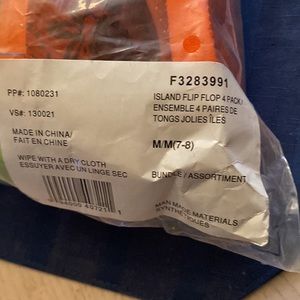 F3283991
PP#: 1080231
ISLAND FLIP FLOP 4 PACK/
ENSEMBLE 4 PAIRES DE
TONGS JOLIES ÎLES
VS#: 130021
MADE IN CHINA/
FAIT EN CHINE
M/M(7-8)
WIPE WITH A DRY CLOTH
ESSUYER AVEC UN LINGE SEC
BUNDLE / ASSORTIMENT
MAN MADE MATERIALS
SYNTHÉTIQUES